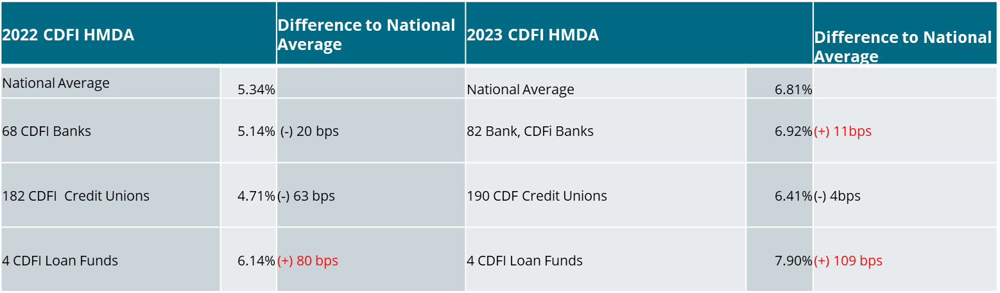 2022 CDFI HMDA
Difference to National
Average
2023 CDFI HMDA
Difference to National
Average
National Average
5.34%
National Average
6.81%
68 CDFI Banks
5.14%
(-) 20 bps
82 Bank, CDFi Banks
6.92%
(+) 11bps
182 CDFI Credit Unions
4.71%
(-) 63 bps
190 CDF Credit Unions
6.41%
(-) 4bps
4 CDFI Loan Funds
6.14%
(+) 80 bps
4 CDFI Loan Funds
7.90%
(+) 109 bps